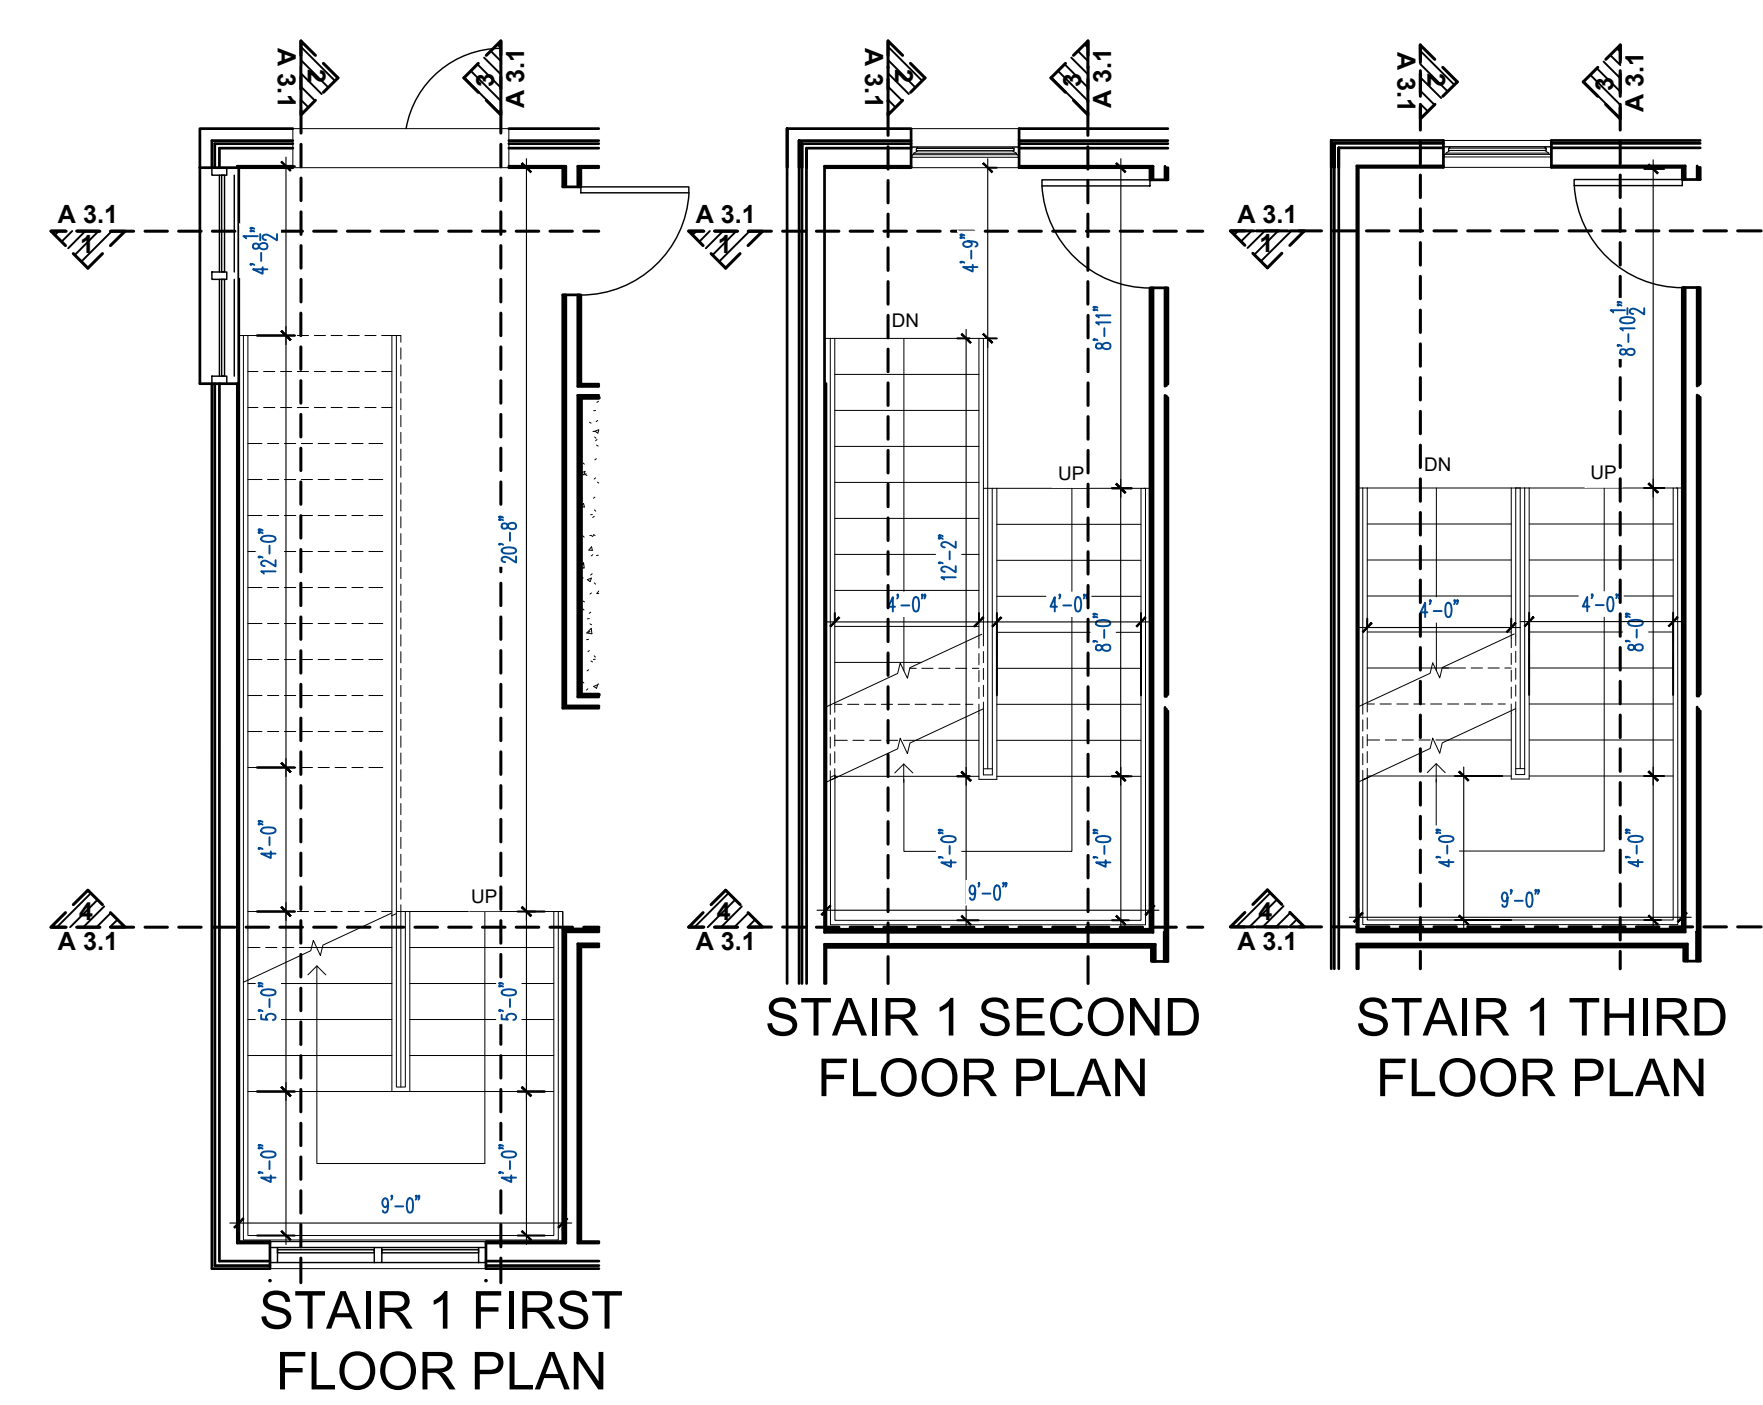 A 3.1
2
3
A 3.1
A 3.1
1
4'-8 1/2"
12'-0"
20'-8"
4'-0"
UP
4
A 3.1
5'-0"
5'-0"
4'-0"
4'-0"
9'-0"
STAIR 1 FIRST
FLOOR PLAN
A 3.1
2
3
A 3.1
A 3.1
1
4'-9"
DN
8'-11"
UP
12'-2"
4'-0"
4'-0"
8'-0"
4'-0"
4'-0"
9'-0"
4
A 3.1
STAIR 1 SECOND
FLOOR PLAN
A 3.1
2
3
A 3.1
A 3.1
1
8'-10 1/2"
DN
UP
4'-0"
4'-0"
8'-0"
4'-0"
4'-0"
9'-0"
4
A 3.1
STAIR 1 THIRD
FLOOR PLAN